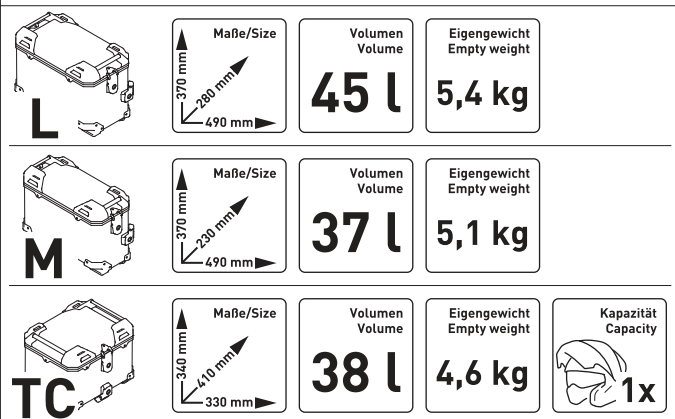 L
Maße/Size
370 mm
280 mm
490 mm
Volumen
Volume
45 l
Eigengewicht
Empty weight
5,4 kg
M
Maße/Size
370 mm
230 mm
490 mm
Volumen
Volume
37 l
Eigengewicht
Empty weight
5,1 kg
TC
Maße/Size
340 mm
410 mm
330 mm
Volumen
Volume
38 l
Eigengewicht
Empty weight
4,6 kg
Kapazität
Capacity
1x